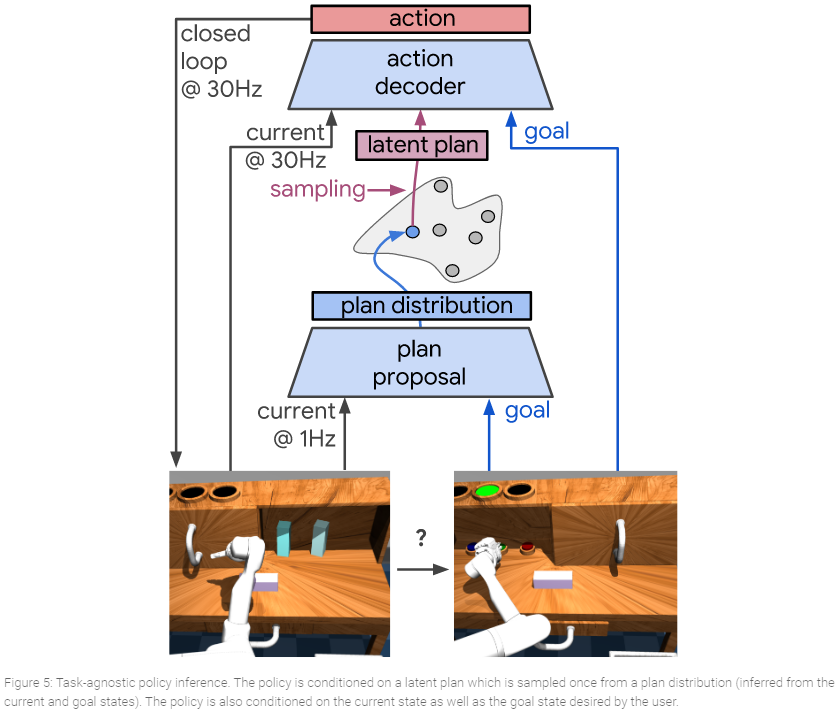 action
closed
loop
@ 30Hz
action
decoder
current
@ 30Hz
goal
latent plan
sampling
plan distribution
plan
proposal
current
@ 1Hz
goal
?
Figure 5: Task-agnostic policy inference. The policy is conditioned on a latent plan which is sampled once from a plan distribution (inferred from the
current and goal states). The policy is also conditioned on the current state as well as the goal state desired by the user.